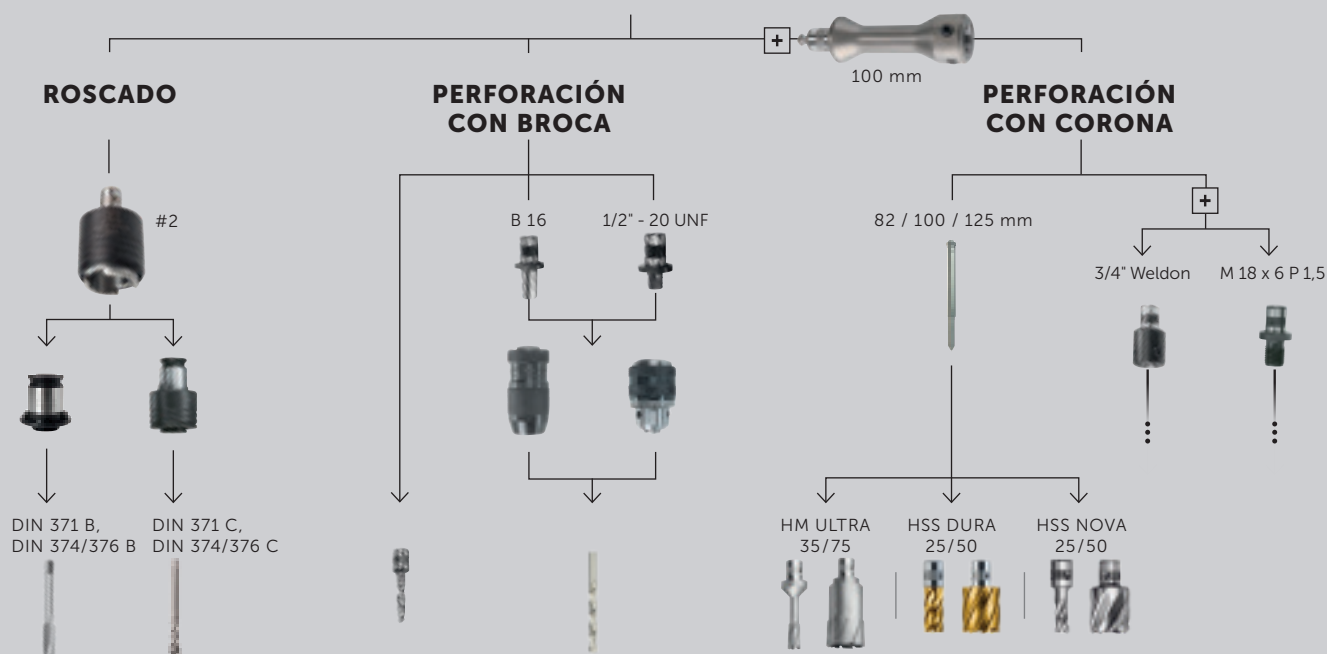 +
100 mm
ROSCADO
PERFORACIÓN
CON BROCA
PERFORACIÓN
CON CORONA
#2
B 16
1/2" - 20 UNF
82 / 100 / 125 mm
+
3/4" Weldon
M 18 x 6 P 1,5
DIN 371 B,
DIN 374/376 B
DIN 371 C,
DIN 374/376 C
HM ULTRA
35/75
HSS DURA
25/50
HSS NOVA
25/50